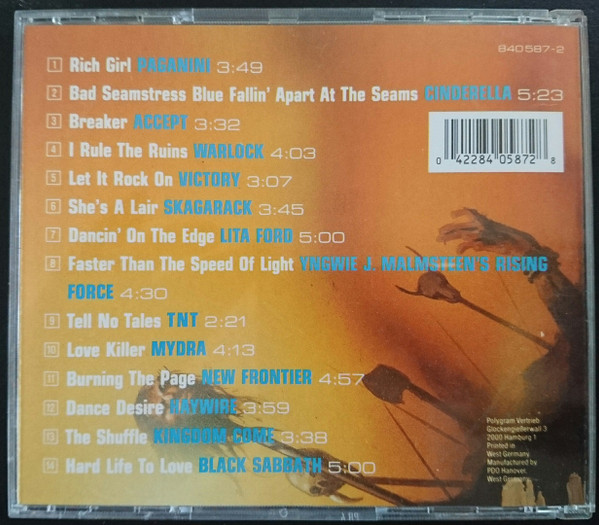 840 587-2
1 Rich Girl PAGANINI 3:49
2 Bad Seamstress Blue Fallin' Apart At The Seams CINDERELLA 5:23
3 Breaker ACCEPT 3:32
4 I Rule The Ruins WARLOCK 4:03
5 Let It Rock On VICTORY 3:07
6 She's A Lair SKAGARACK 3:45
7 Dancin' On The Edge LITA FORD 5:00
8 Faster Than The Speed Of Light YNGWIE J. MALMSTEEN'S RISING
FORCE 4:30
9 Tell No Tales TNT 2:21
10 Love Killer MYDRA 4:13
11 Burning The Page NEW FRONTIER 4:57
12 Dance Desire HAYWIRE 3:59
13 The Shuffle KINGDOM COME 3:38
14 Hard Life To Love BLACK SABBATH 5:00
0 42284 05872 8
Polygram Vertrieb
Glockengießerwall 3
2000 Hamburg 1
Printed in
West Germany.
Manufactured by
PDO Hanover,
West Germany